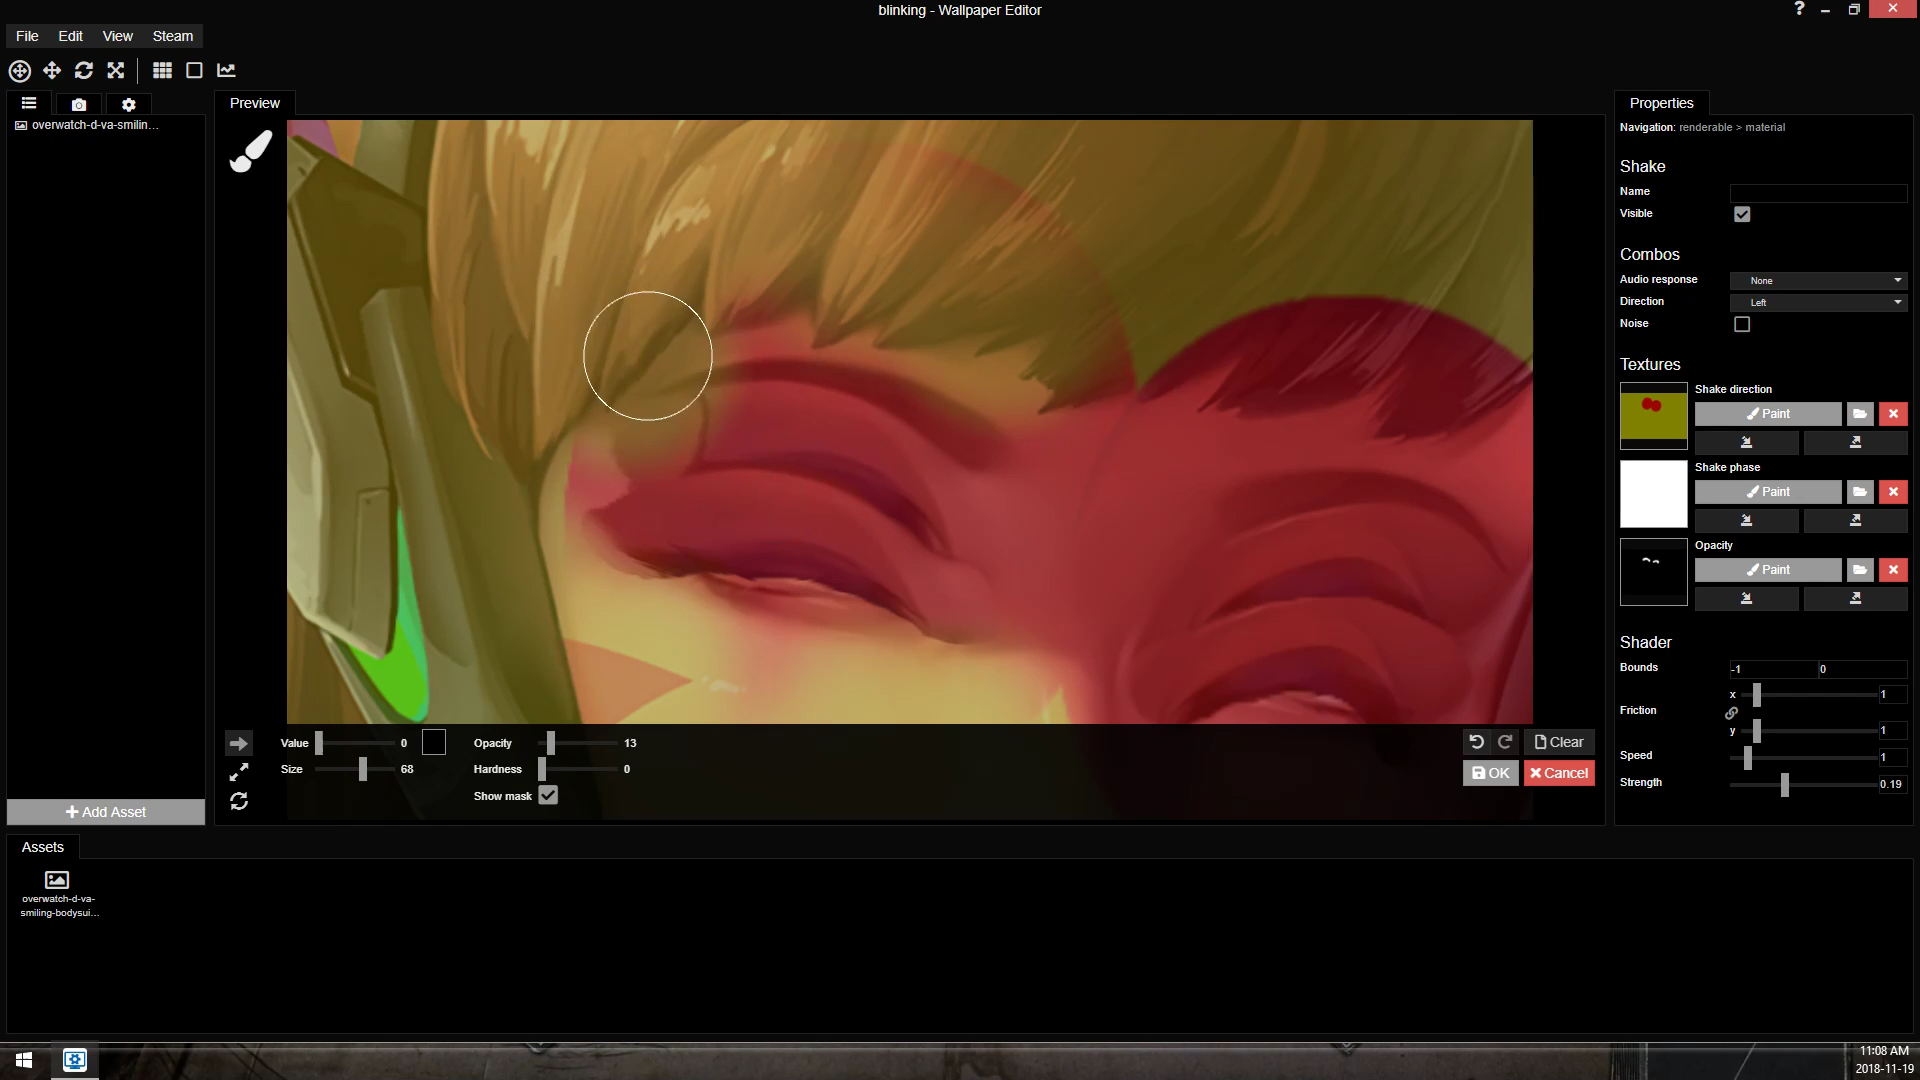 blinking - Wallpaper Editor
?
File Edit View Steam
Preview
Properties
overwatch-d-va-smilin...
Navigation: renderable > material
Shake
Name
Visible
Combos
Audio response None
Direction Left
Noise
Textures
Shake direction
Paint
Shake phase
Paint
Opacity
Paint
Shader
Bounds -1 0
x 1
Friction
y 1
Speed 1
Strength 0.19
Value 0 Opacity 13
Size 68 Hardness 0
Show mask
Clear
OK Cancel
Add Asset
Assets
overwatch-d-va-
smiling-bodysui...
11:08 AM
2018-11-19